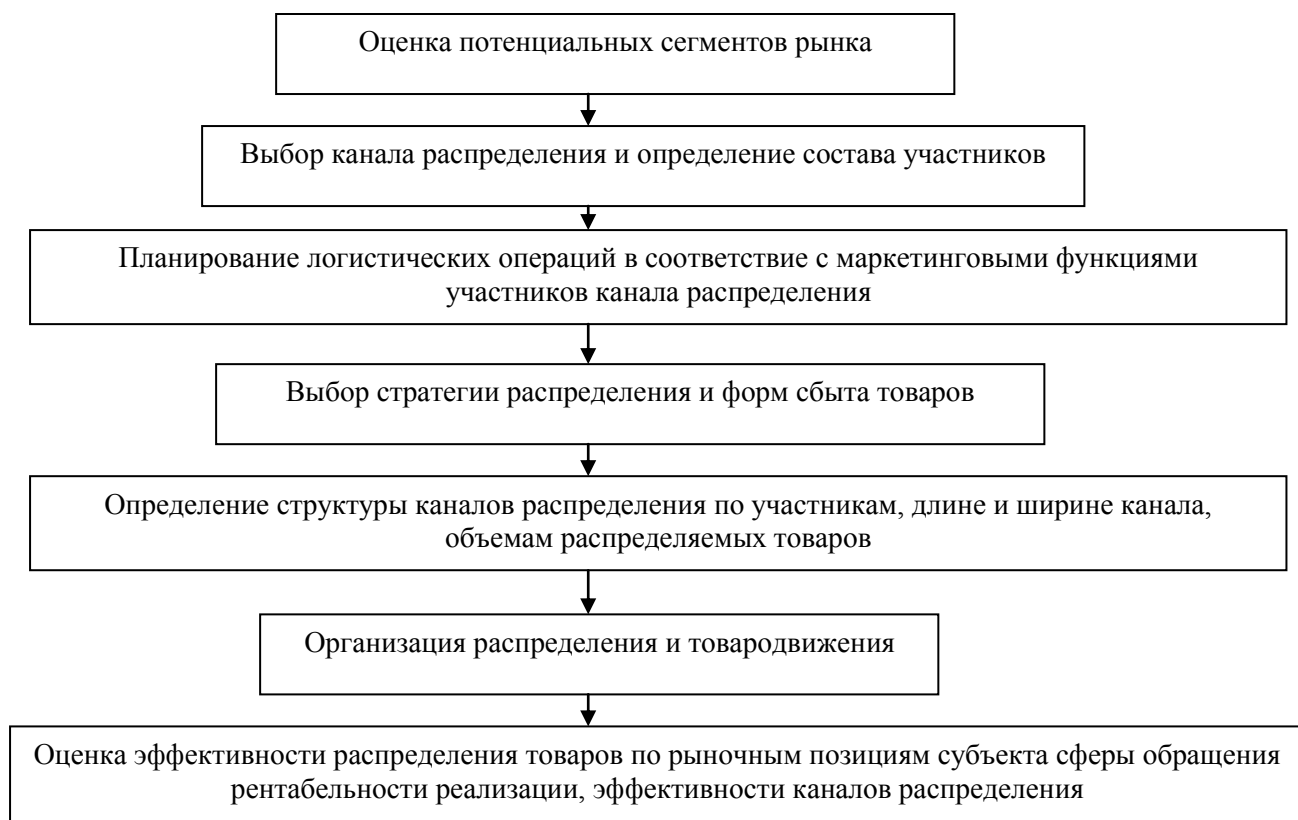 Оценка потенциальных сегментов рынка
Выбор канала распределения и определение состава участников
Планирование логистических операций в соответствие с маркетинговыми функциями
участников канала распределения
Выбор стратегии распределения и форм сбыта товаров
Определение структуры каналов распределения по участникам, длине и ширине канала,
объемам распределяемых товаров
Организация распределения и товародвижения
Оценка эффективности распределения товаров по рыночным позициям субъекта сферы обращения
рентабельности реализации, эффективности каналов распределения